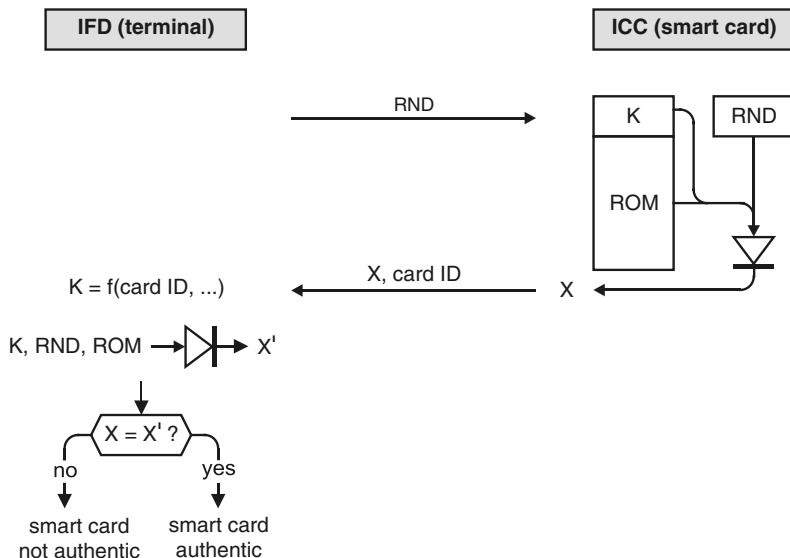 IFD (terminal)
ICC (smart card)
RND
K
RND
ROM
X, card ID
X
K = f(card ID, ...)
K, RND, ROM
X'
X = X' ?
no
yes
smart card
not authentic
smart card
authentic